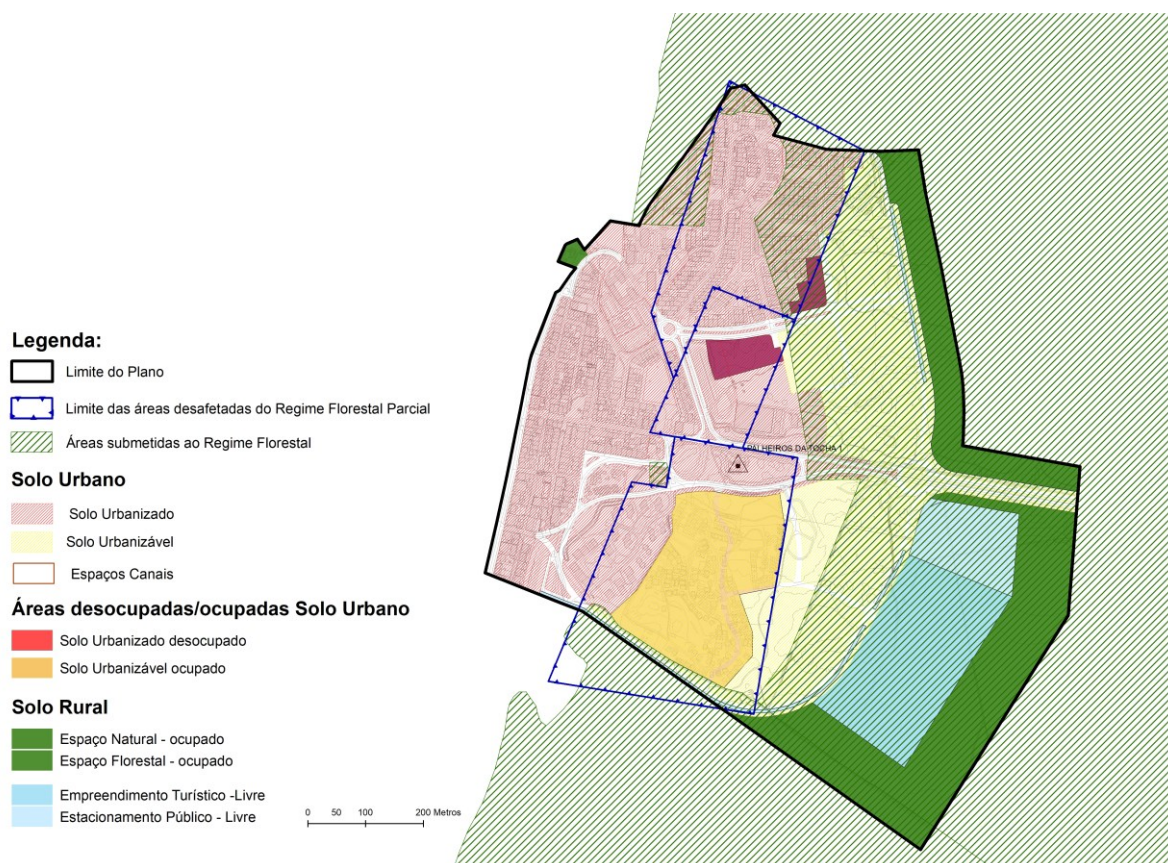 PALHEIROS DA TOCHA 1
Legenda:
Limite do Plano
Limite das áreas desafetadas do Regime Florestal Parcial
Áreas submetidas ao Regime Florestal
Solo Urbano
Solo Urbanizado
Solo Urbanizável
Espaços Canais
Áreas desocupadas/ocupadas Solo Urbano
Solo Urbanizado desocupado
Solo Urbanizável ocupado
Solo Rural
Espaço Natural - ocupado
Espaço Florestal - ocupado
Empreendimento Turístico -Livre
Estacionamento Público - Livre
0 50 100 200 Metros